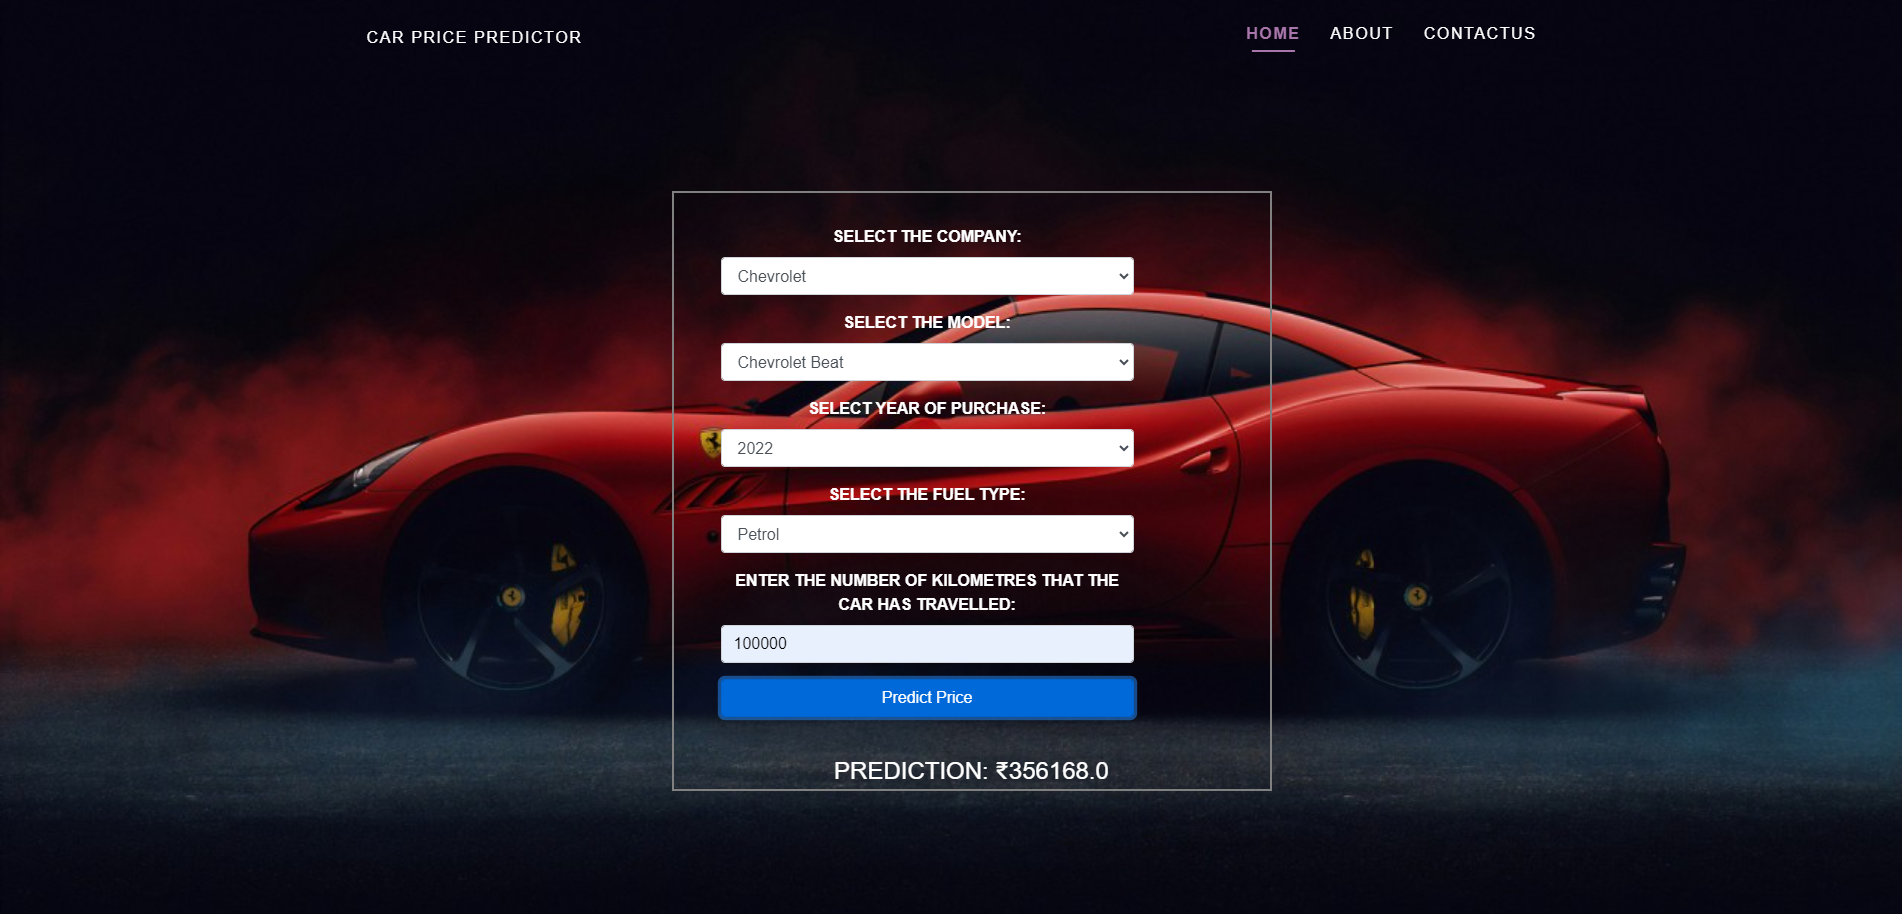 CAR PRICE PREDICTOR
HOME
ABOUT
CONTACTUS
SELECT THE COMPANY:
Chevrolet
SELECT THE MODEL:
Chevrolet Beat
SELECT YEAR OF PURCHASE:
2022
SELECT THE FUEL TYPE:
Petrol
ENTER THE NUMBER OF KILOMETRES THAT THE
CAR HAS TRAVELLED:
100000
Predict Price
PREDICTION: ₹356168.0